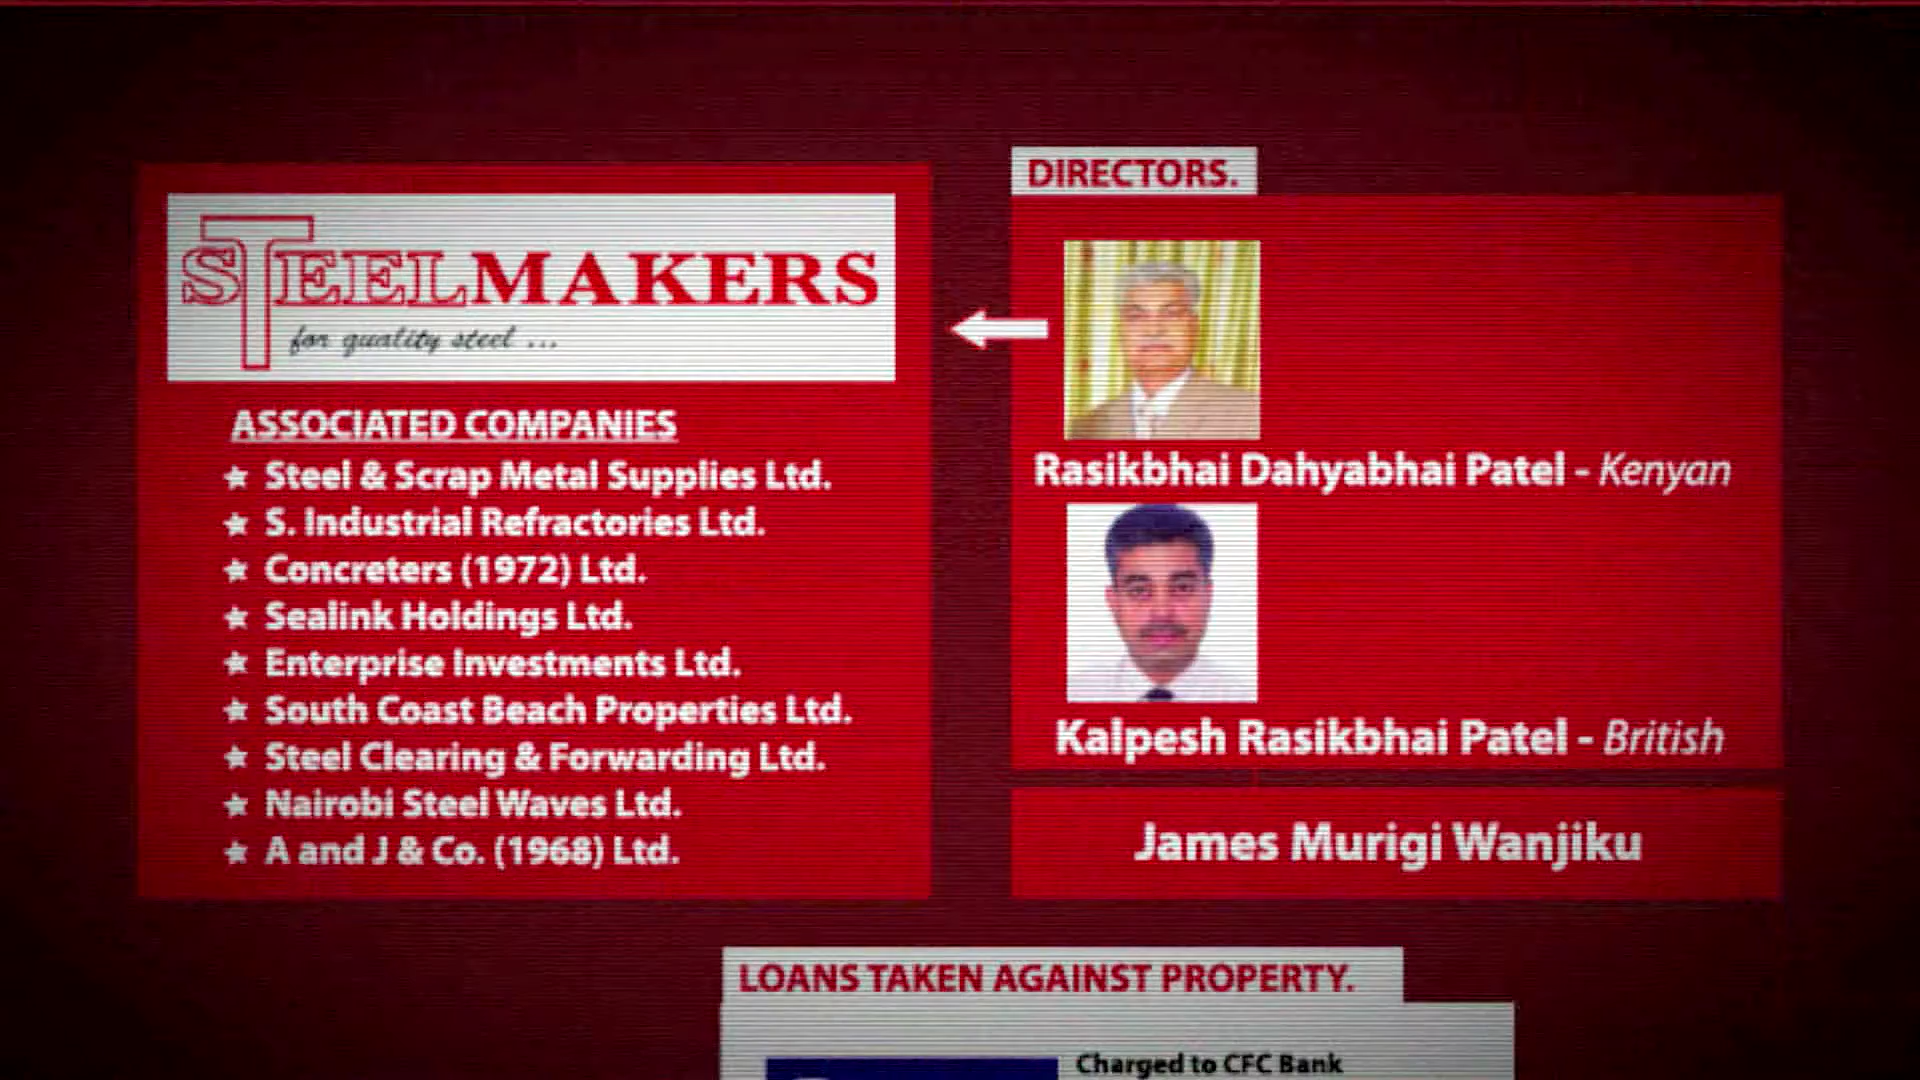 STEELMAKERS
for quality steel ...
ASSOCIATED COMPANIES
★ Steel & Scrap Metal Supplies Ltd.
★ S. Industrial Refractories Ltd.
★ Concreters (1972) Ltd.
★ Sealink Holdings Ltd.
★ Enterprise Investments Ltd.
★ South Coast Beach Properties Ltd.
★ Steel Clearing & Forwarding Ltd.
★ Nairobi Steel Waves Ltd.
★ A and J & Co. (1968) Ltd.
DIRECTORS.
Rasikbhai Dahyabhai Patel - Kenyan
Kalpesh Rasikbhai Patel - British
James Murigi Wanjiku
LOANS TAKEN AGAINST PROPERTY.
Charged to CFC Bank